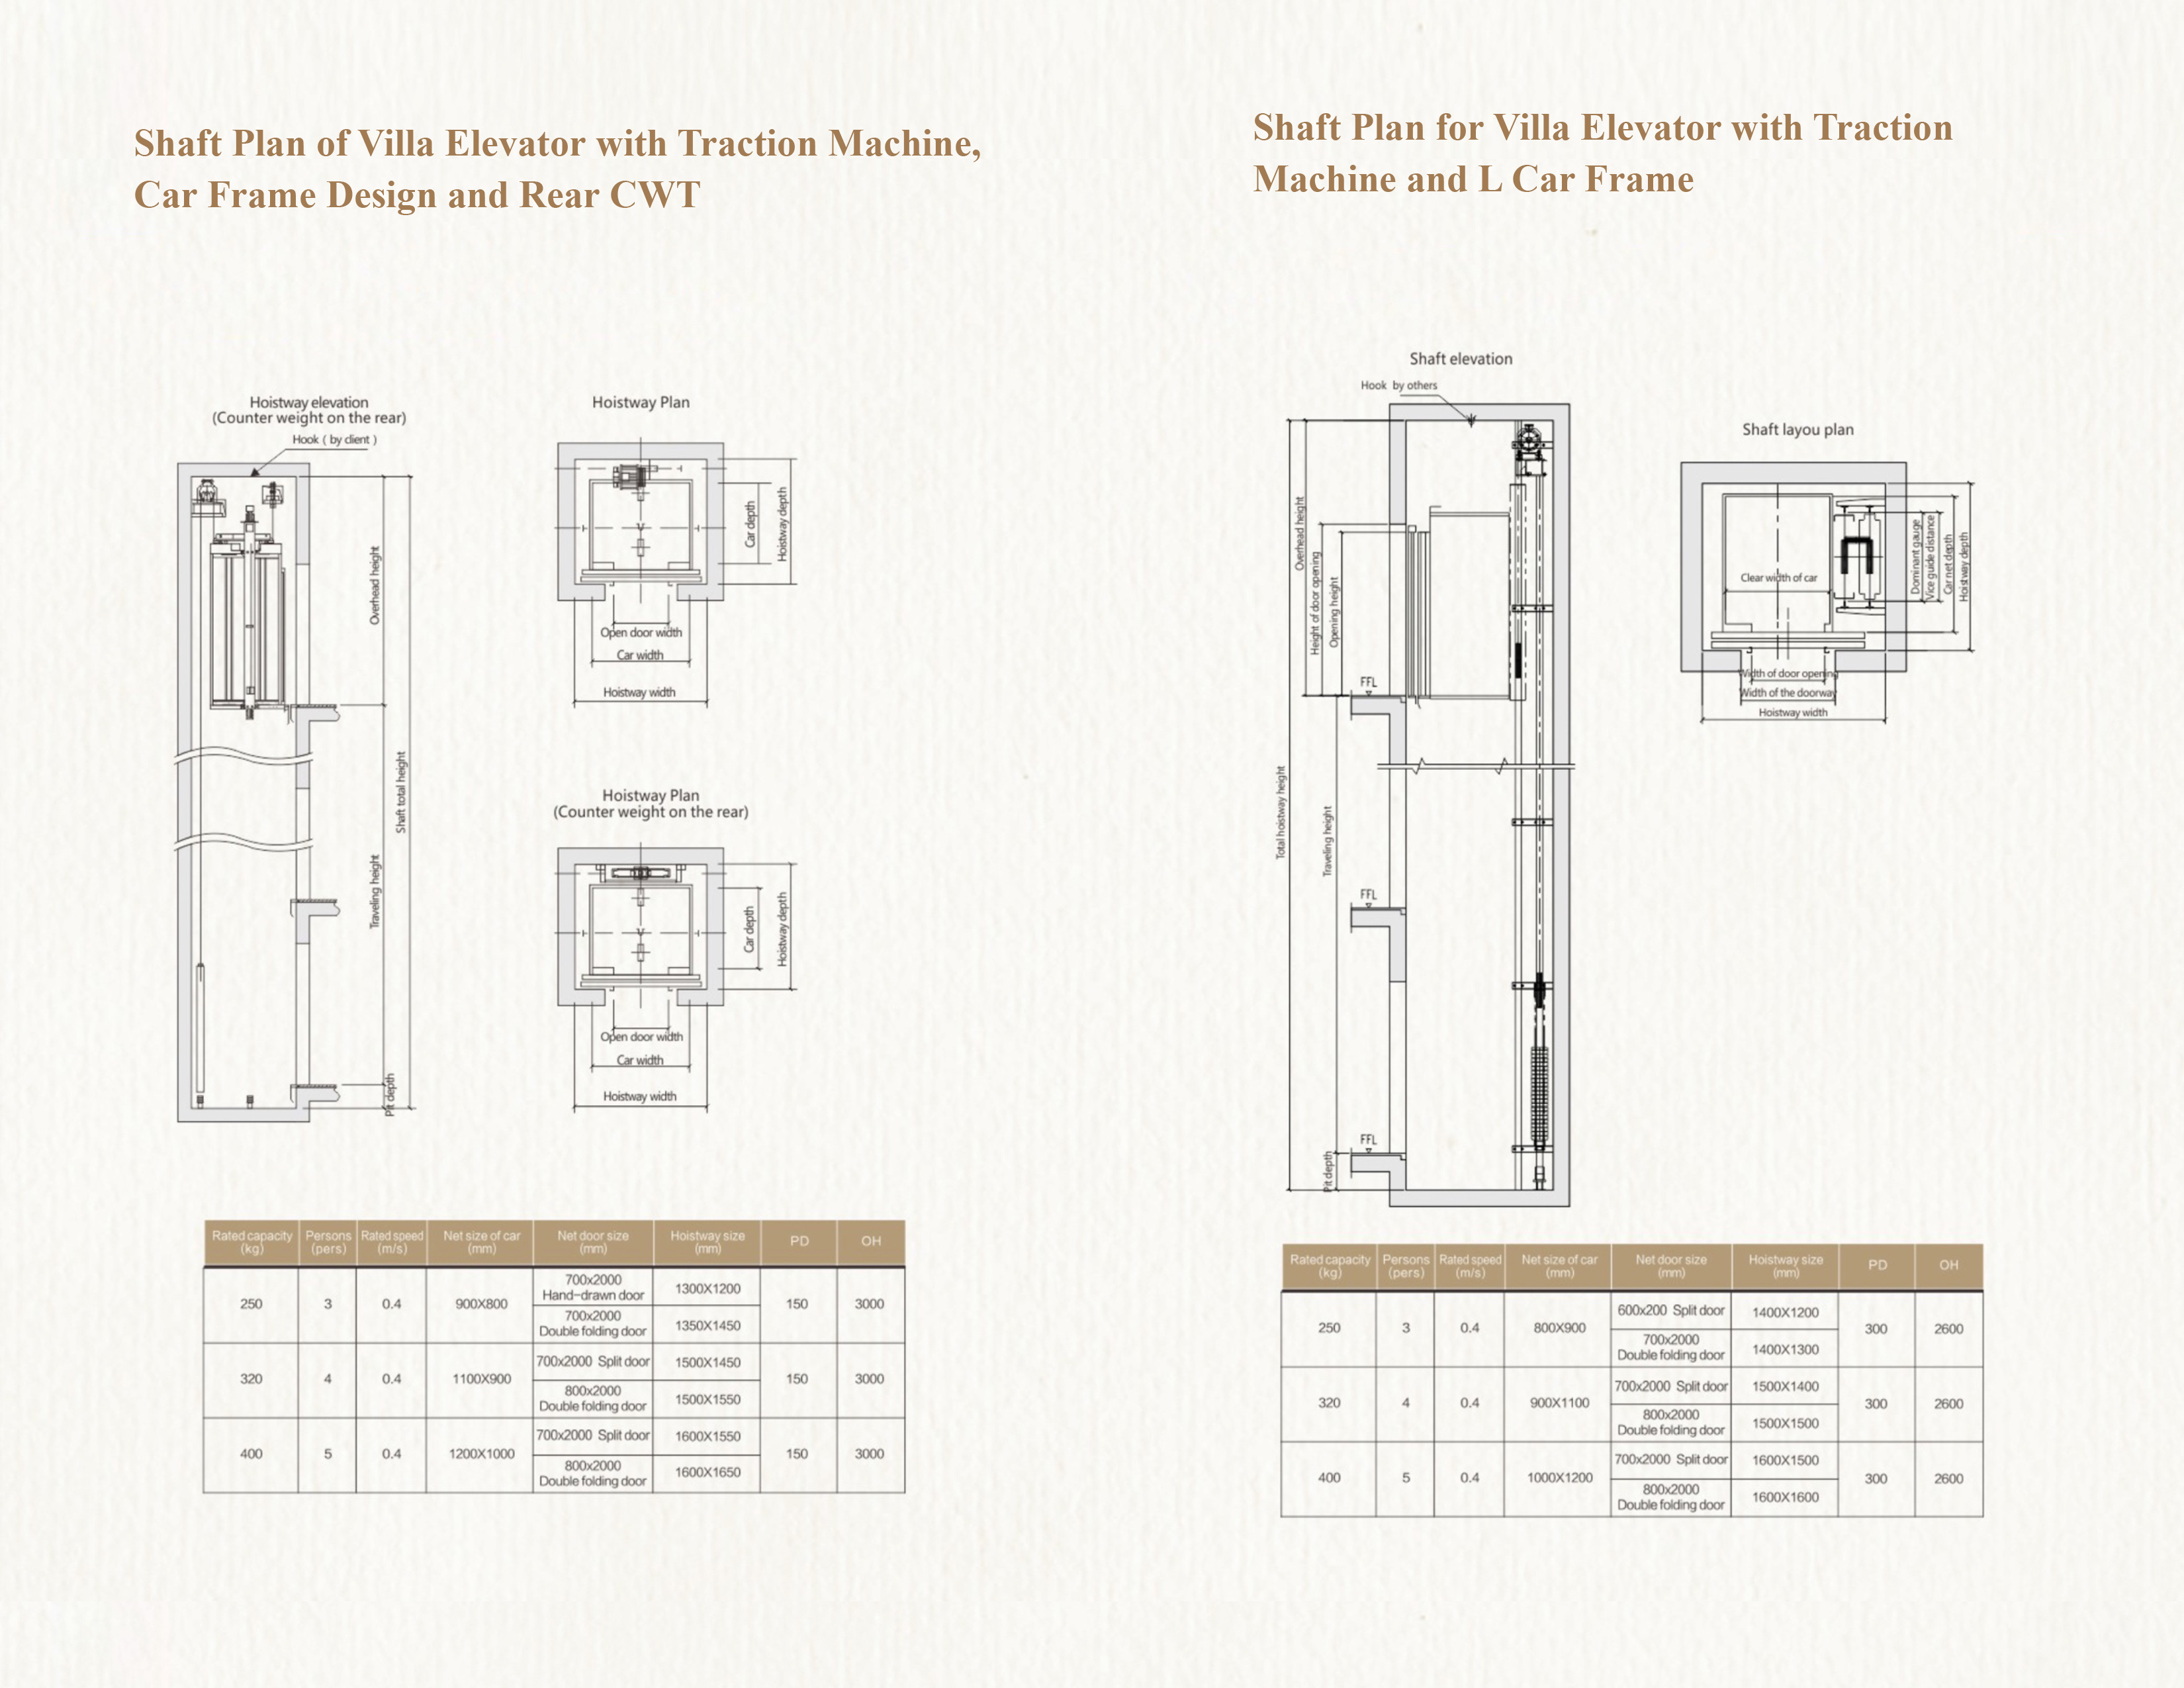 Shaft Plan of Villa Elevator with Traction Machine,
Car Frame Design and Rear CWT
Hoistway elevation
(Counter weight on the rear)
Hook ( by client )
Overhead height
Shaft total height
Traveling height
Pit depth
Hoistway Plan
Car depth
Hoistway depth
Open door width
Car width
Hoistway width
Hoistway Plan
(Counter weight on the rear)
Car depth
Hoistway depth
Open door width
Car width
Hoistway width
Rated capacity
(kg)
Persons
(pers)
Rated speed
(m/s)
Net size of car
(mm)
Net door size
(mm)
Hoistway size
(mm)
PD
OH
250
3
0.4
900X800
700x2000
Hand-drawn door
1300X1200
700x2000
Double folding door
1350X1450
150
3000
320
4
0.4
1100X900
700x2000 Split door
1500X1450
800x2000
Double folding door
1500X1550
150
3000
400
5
0.4
1200X1000
700x2000 Split door
1600X1550
800x2000
Double folding door
1600X1650
150
3000
Shaft Plan for Villa Elevator with Traction
Machine and L Car Frame
Shaft elevation
Hook by others
Overhead height
Height of door opening
Opening height
FFL
Total hoistway height
Traveling height
FFL
FFL
Pit depth
Shaft layou plan
Clear width of car
Dominant gauge
Vice guide distance
Car net depth
Hoistway depth
Width of door opening
Width of the doorway
Hoistway width
Rated capacity
(kg)
Persons
(pers)
Rated speed
(m/s)
Net size of car
(mm)
Net door size
(mm)
Hoistway size
(mm)
PD
OH
250
3
0.4
800X900
600x200 Split door
1400X1200
700x2000
Double folding door
1400X1300
300
2600
320
4
0.4
900X1100
700x2000 Split door
1500X1400
800x2000
Double folding door
1500X1500
300
2600
400
5
0.4
1000X1200
700x2000 Split door
1600X1500
800x2000
Double folding door
1600X1600
300
2600